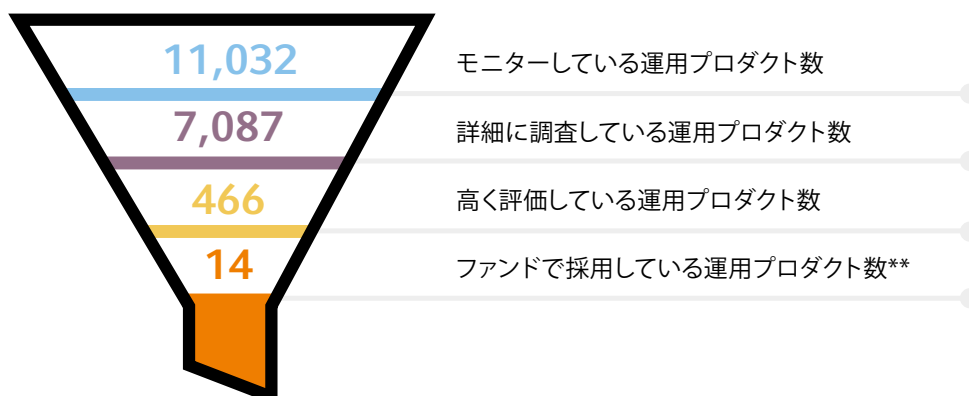 11,032 モニターしている運用プロダクト数
7,087 詳細に調査している運用プロダクト数
466 高く評価している運用プロダクト数
14 ファンドで採用している運用プロダクト数**